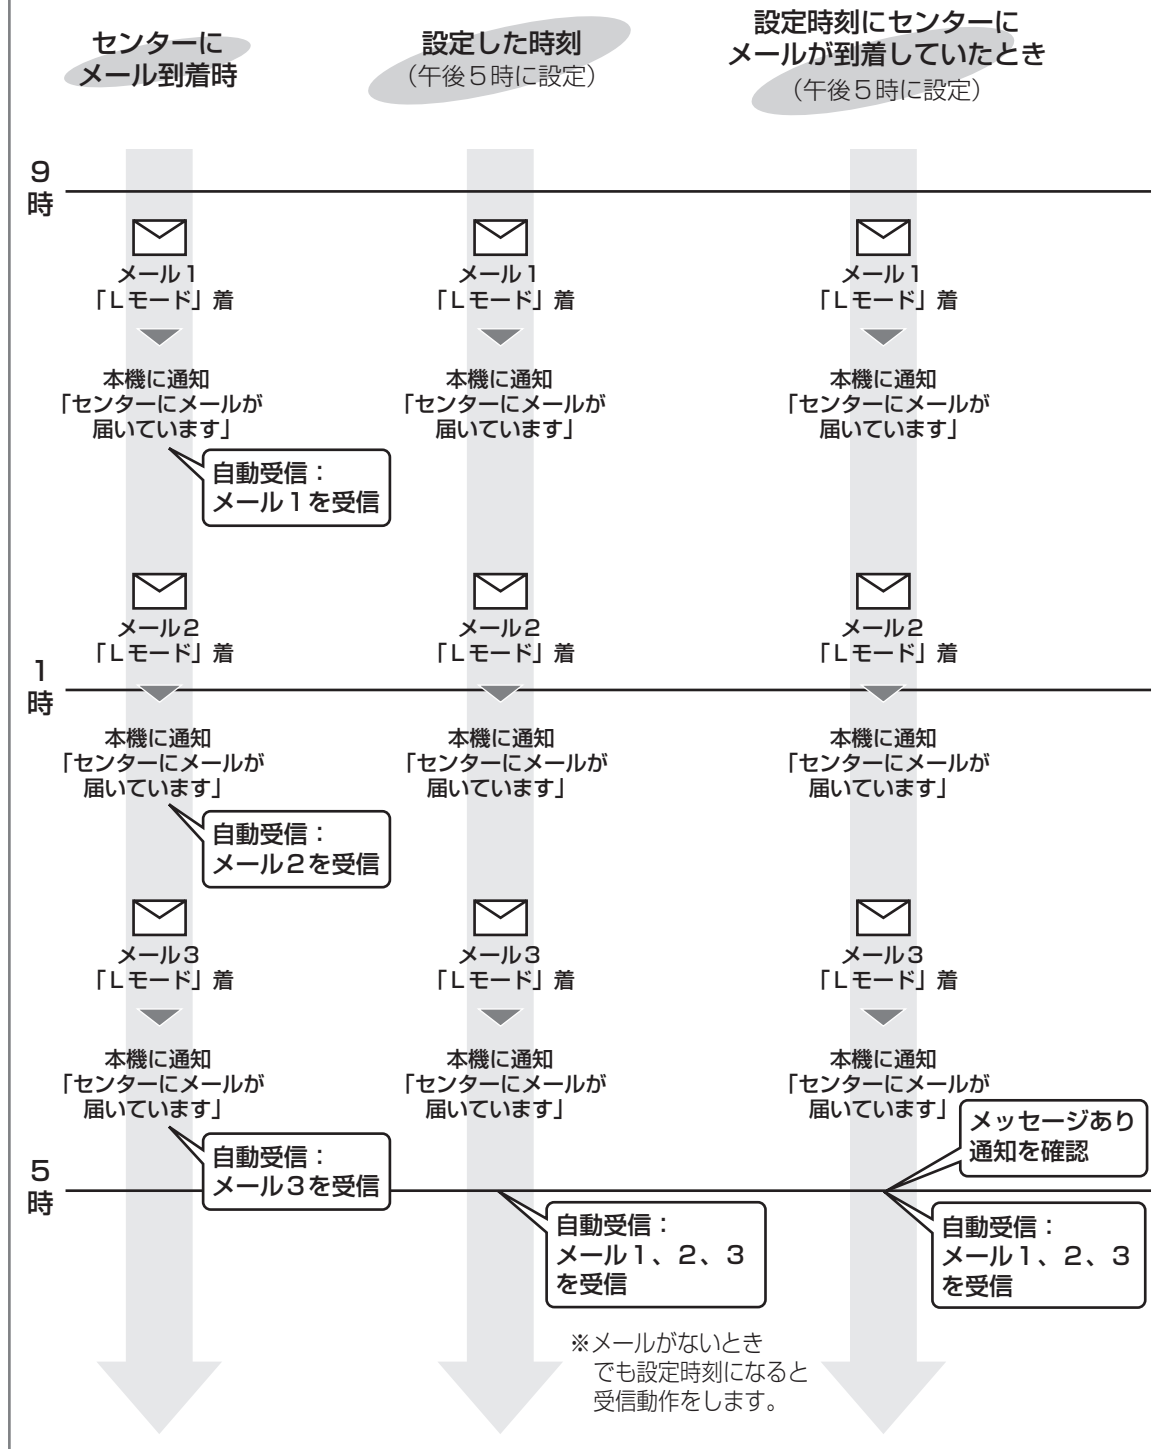 センターに
メール到着時
設定した時刻
（午後５時に設定）
設定時刻にセンターに
メールが到着していたとき
（午後５時に設定）
９
時
メール１
「Ｌモード」着
メール１
「Ｌモード」着
メール１
「Ｌモード」着
本機に通知
「センターにメールが
届いています」
本機に通知
「センターにメールが
届いています」
本機に通知
「センターにメールが
届いています」
自動受信：
メール１を受信
メール２
「Ｌモード」着
メール２
「Ｌモード」着
メール２
「Ｌモード」着
１
時
本機に通知
「センターにメールが
届いています」
本機に通知
「センターにメールが
届いています」
本機に通知
「センターにメールが
届いています」
自動受信：
メール２を受信
メール３
「Ｌモード」着
メール３
「Ｌモード」着
メール３
「Ｌモード」着
本機に通知
「センターにメールが
届いています」
本機に通知
「センターにメールが
届いています」
本機に通知
「センターにメールが
届いています」
メッセージあり
通知を確認
自動受信：
メール３を受信
５
時
自動受信：
メール１、２、３
を受信
自動受信：
メール１、２、３
を受信
※メールがないとき
でも設定時刻になると
受信動作をします。